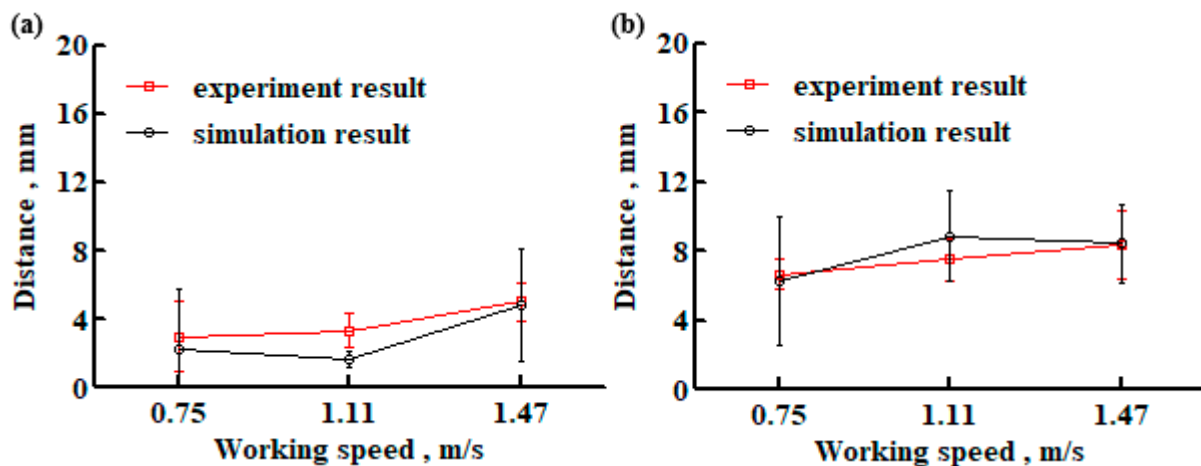 (a)
20
16
12
8
4
0
Distance , mm
experiment result
simulation result
0.75 1.11 1.47
Working speed , m/s
(b)
20
16
12
8
4
0
Distance , mm
experiment result
simulation result
0.75 1.11 1.47
Working speed , m/s